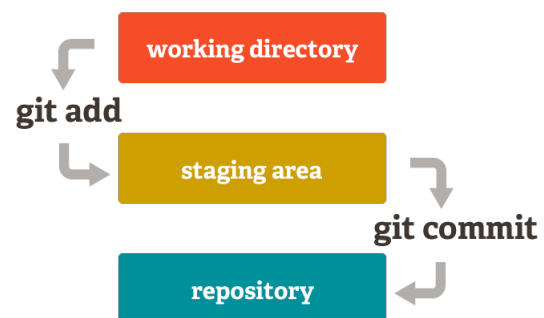 working directory
git add
staging area
git commit
repository